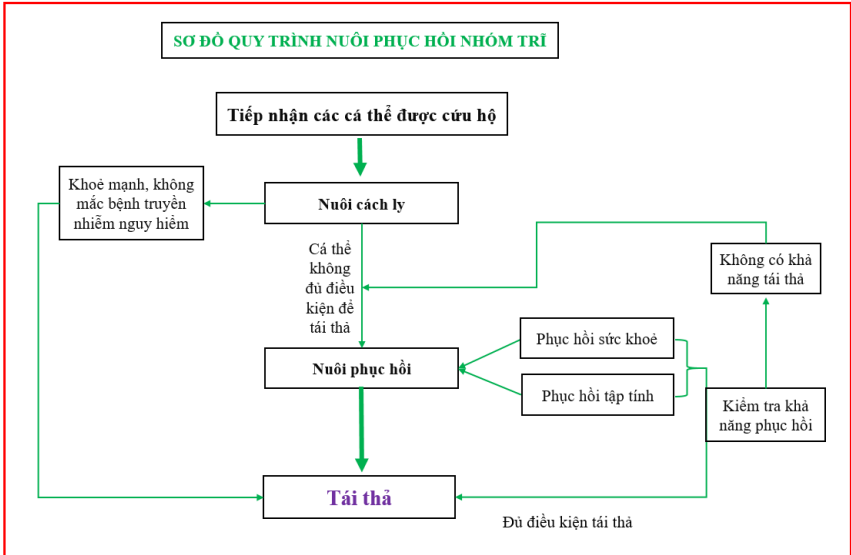 SƠ ĐỒ QUY TRÌNH NUÔI PHỤC HỒI NHÓM TRĨ
Tiếp nhận các cá thể được cứu hộ
Khoẻ mạnh, không
mắc bệnh truyền
nhiễm nguy hiểm
Nuôi cách ly
Cá thể
không
đủ điều
kiện để
tái thả
Không có khả
năng tái thả
Nuôi phục hồi
Phục hồi sức khoẻ
Phục hồi tập tính
Kiểm tra khả
năng phục hồi
Tái thả
Đủ điều kiện tái thả